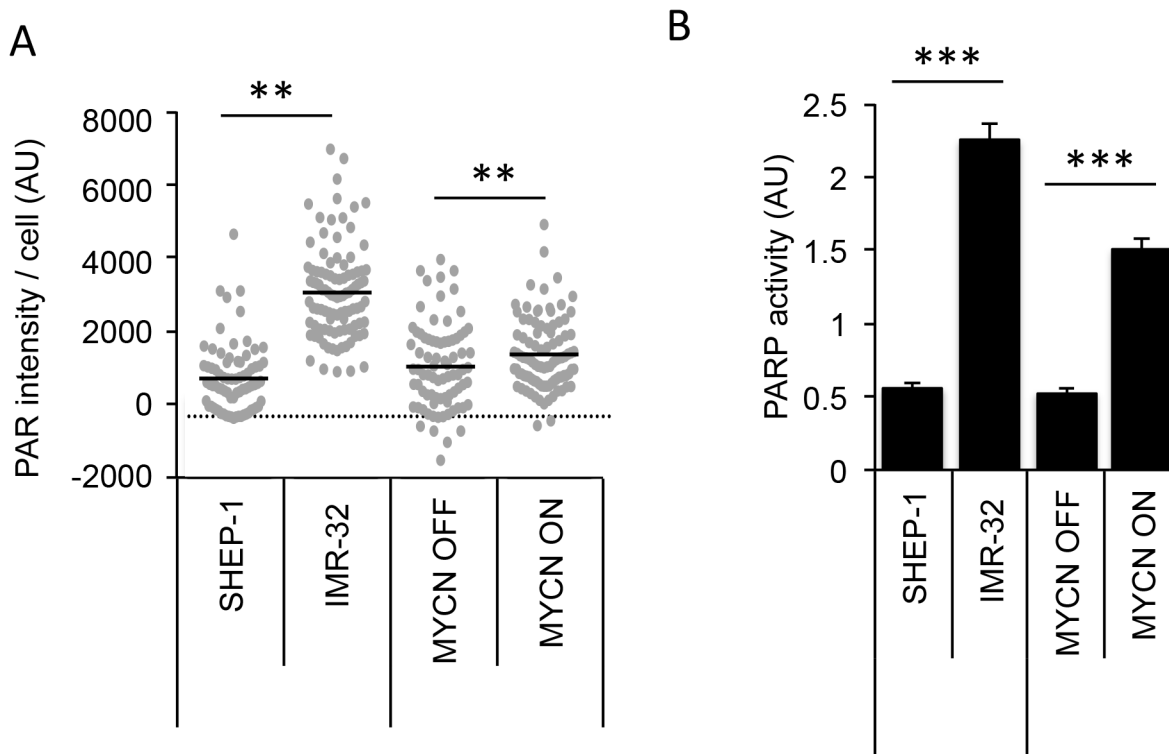 A
**
**
PAR intensity / cell (AU)
8000
6000
4000
2000
0
-2000
SHEP-1
IMR-32
MYCN OFF
MYCN ON
B
***
***
PARP activity (AU)
2.5
2
1.5
1
0.5
0
SHEP-1
IMR-32
MYCN OFF
MYCN ON